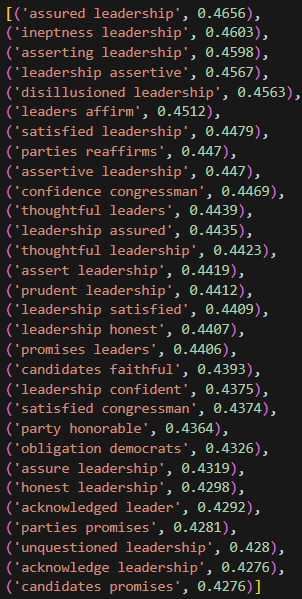 [('assured leadership', 0.4656),
('ineptness leadership', 0.4603),
('asserting leadership', 0.4598),
('leadership assertive', 0.4567),
('disillusioned leadership', 0.4563),
('leaders affirm', 0.4512),
('satisfied leadership', 0.4479),
('parties reaffirms', 0.447),
('assertive leadership', 0.447),
('confidence congressman', 0.4469),
('thoughtful leaders', 0.4439),
('leadership assured', 0.4435),
('thoughtful leadership', 0.4423),
('assert leadership', 0.4419),
('prudent leadership', 0.4412),
('leadership satisfied', 0.4409),
('leadership honest', 0.4407),
('promises leaders', 0.4406),
('candidates faithful', 0.4393),
('leadership confident', 0.4375),
('satisfied congressman', 0.4374),
('party honorable', 0.4364),
('obligation democrats', 0.4326),
('assure leadership', 0.4319),
('honest leadership', 0.4298),
('acknowledged leader', 0.4292),
('parties promises', 0.4281),
('unquestioned leadership', 0.428),
('acknowledge leadership', 0.4276),
('candidates promises', 0.4276)]